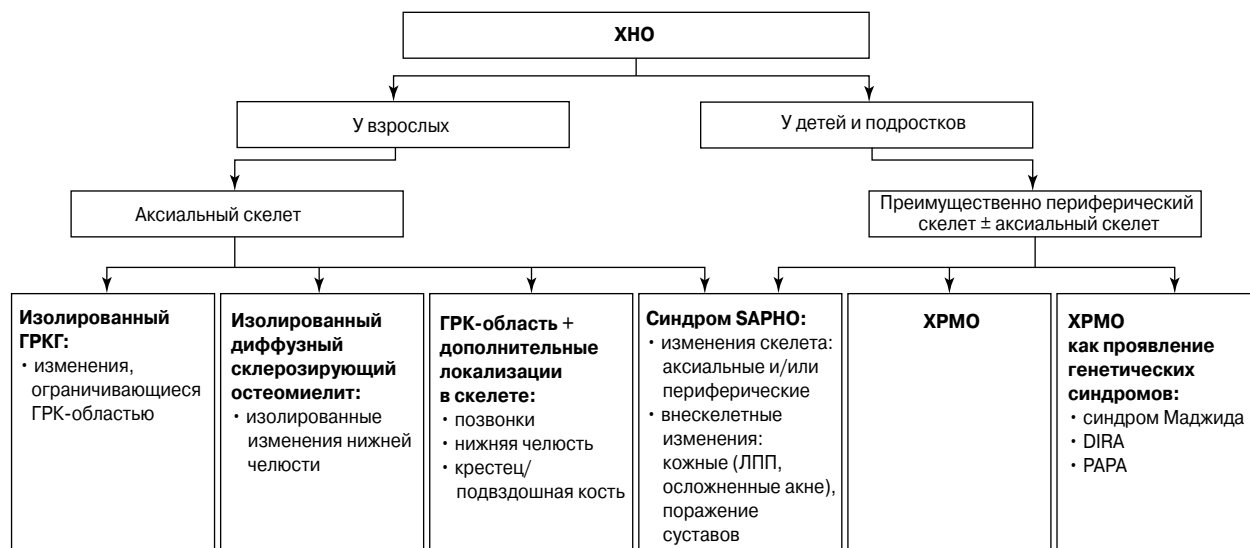 ХНО
У взрослых
У детей и подростков
Аксиальный скелет
Преимущественно периферический
скелет ± аксиальный скелет
Изолированный
ГРКГ:
• изменения,
ограничивающиеся
ГРК-областью
Изолированный
диффузный
склерозирующий
остеомиелит:
• изолированные
изменения нижней
челюсти
ГРК-область +
дополнительные
локализации
в скелете:
• позвонки
• нижняя челюсть
• крестец/
подвздошная кость
Синдром SAPHO:
• изменения скелета:
аксиальные и/или
периферические
• внескелетные
изменения:
кожные (ЛПП,
осложненные акне),
поражение
суставов
ХРМО
ХРМО
как проявление
генетических
синдромов:
• синдром Маджида
• DIRA
• PAPA